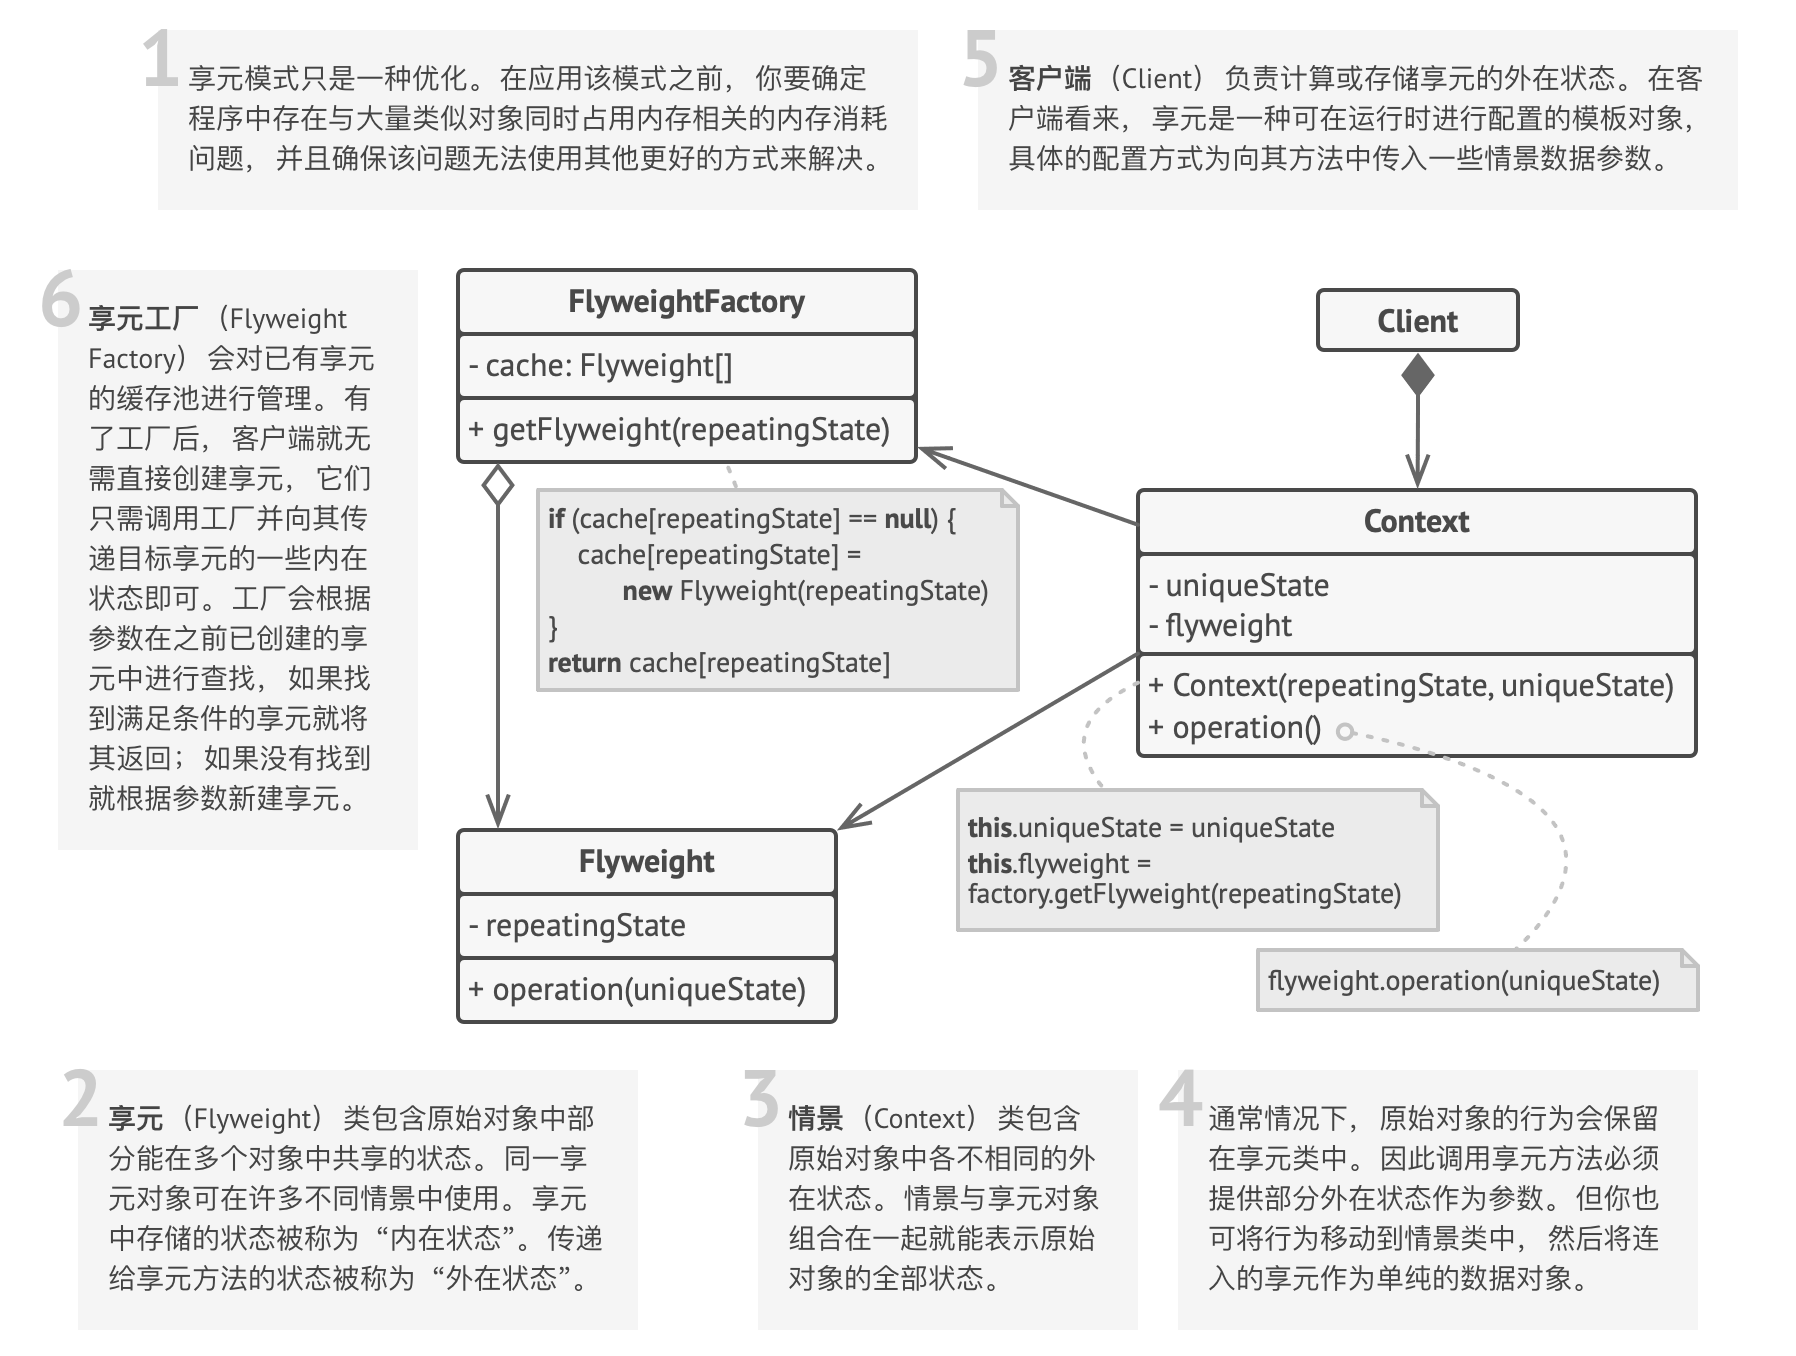 1
享元模式只是一种优化。在应用该模式之前， 你要确定
程序中存在与大量类似对象同时占用内存相关的内存消耗
问题， 并且确保该问题无法使用其他更好的方式来解决。
5
客户端 （Client） 负责计算或存储享元的外在状态。在客
户端看来， 享元是一种可在运行时进行配置的模板对象，
具体的配置方式为向其方法中传入一些情景数据参数。
6
享元工厂 （Flyweight
Factory） 会对已有享元
的缓存池进行管理。有
了工厂后， 客户端就无
需直接创建享元， 它们
只需调用工厂并向其传
递目标享元的一些内在
状态即可。工厂会根据
参数在之前已创建的享
元中进行查找， 如果找
到满足条件的享元就将
其返回； 如果没有找到
就根据参数新建享元。
FlyweightFactory
- cache: Flyweight[]
+ getFlyweight(repeatingState)
if (cache[repeatingState] == null) {
cache[repeatingState] =
new Flyweight(repeatingState)
}
return cache[repeatingState]
Client
Context
- uniqueState
- flyweight
+ Context(repeatingState, uniqueState)
+ operation()
this.uniqueState = uniqueState
this.flyweight =
factory.getFlyweight(repeatingState)
flyweight.operation(uniqueState)
Flyweight
- repeatingState
+ operation(uniqueState)
2
享元 （Flyweight） 类包含原始对象中部
分能在多个对象中共享的状态。同一享
元对象可在许多不同情景中使用。享元
中存储的状态被称为 “内在状态”。传递
给享元方法的状态被称为 “外在状态”。
3
情景 （Context） 类包含
原始对象中各不相同的外
在状态。情景与享元对象
组合在一起就能表示原始
对象的全部状态。
4
通常情况下， 原始对象的行为会保留
在享元类中。因此调用享元方法必须
提供部分外在状态作为参数。但你也
可将行为移动到情景类中， 然后将连
入的享元作为单纯的数据对象。